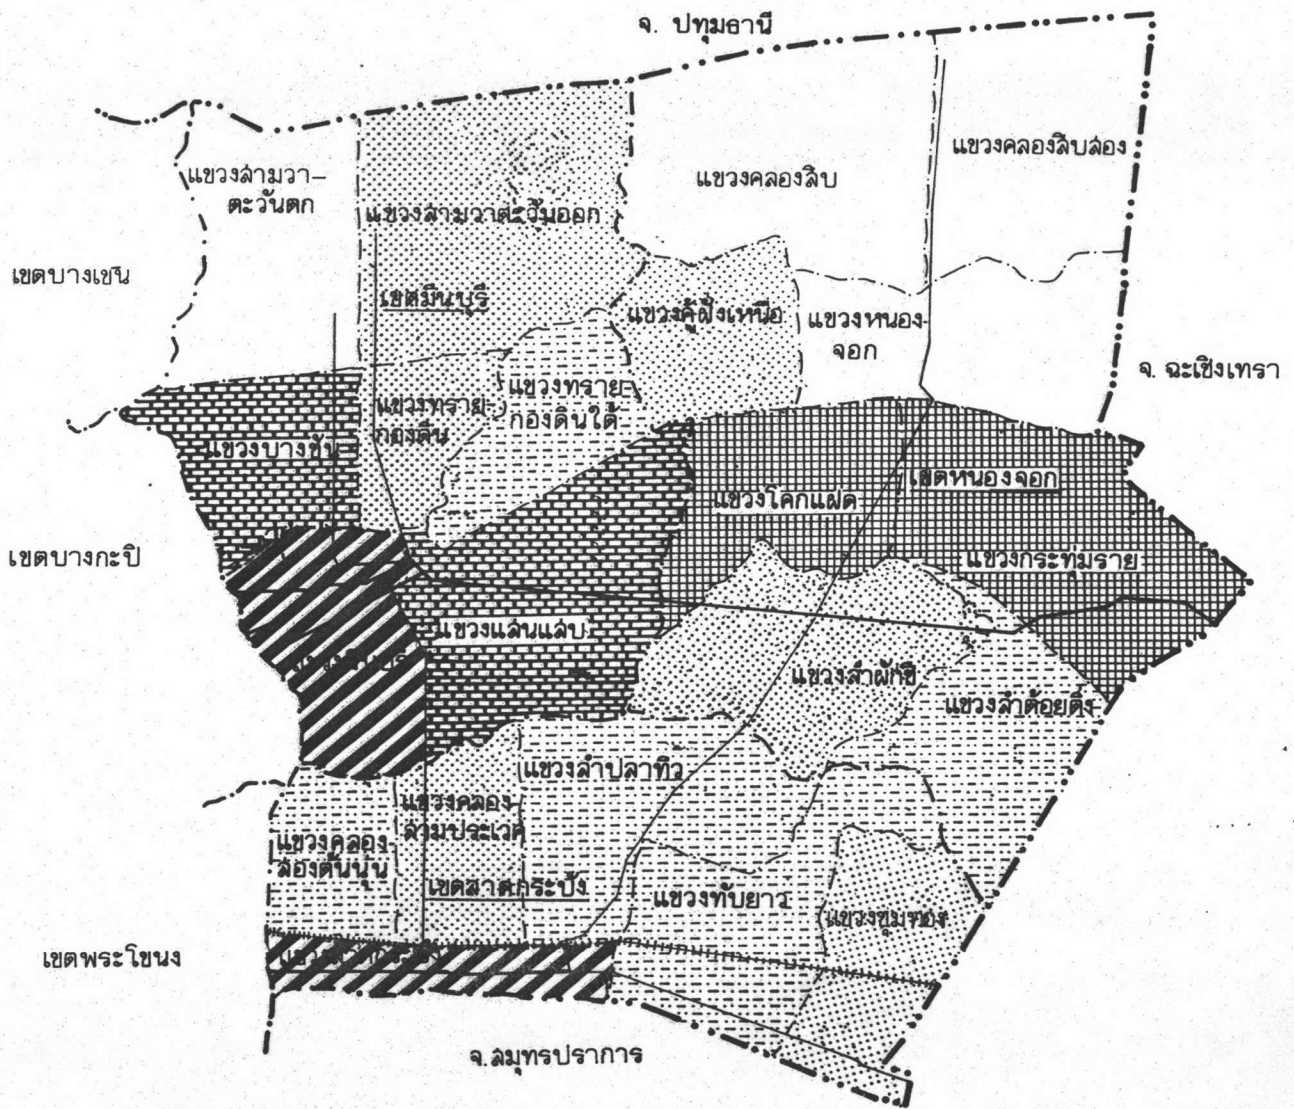 จ. ปทุมธานี
แขวงคลองสิบสอง
แขวงสามวา-
ตะวันตก
แขวงคลองสิบ
แขวงสามวาตะวันออก
เขตบางเขน
เขตมีนบุรี
แขวงคู้ฝั่งเหนือ
แขวงหนอง-
จอก
จ. ฉะเชิงเทรา
แขวงทราย-
กองดินใต้
แขวงทราย-
กองดิน
แขวงบางชัน
เขตหนองจอก
แขวงโคกแฝด
เขตบางกะปิ
แขวงกระทุ่มราย
แขวงแสนแสบ
แขวงลำผักชี
แขวงลำต้อยติ่ง
แขวงลำปลาทิว
แขวงคลอง-
สามประเวศ
แขวงคลอง-
สองต้นนุ่น
เขตลาดกระบัง
แขวงทับยาว
แขวงขุมทอง
แขวงลาดกระบัง
เขตพระโขนง
จ.สมุทรปราการ